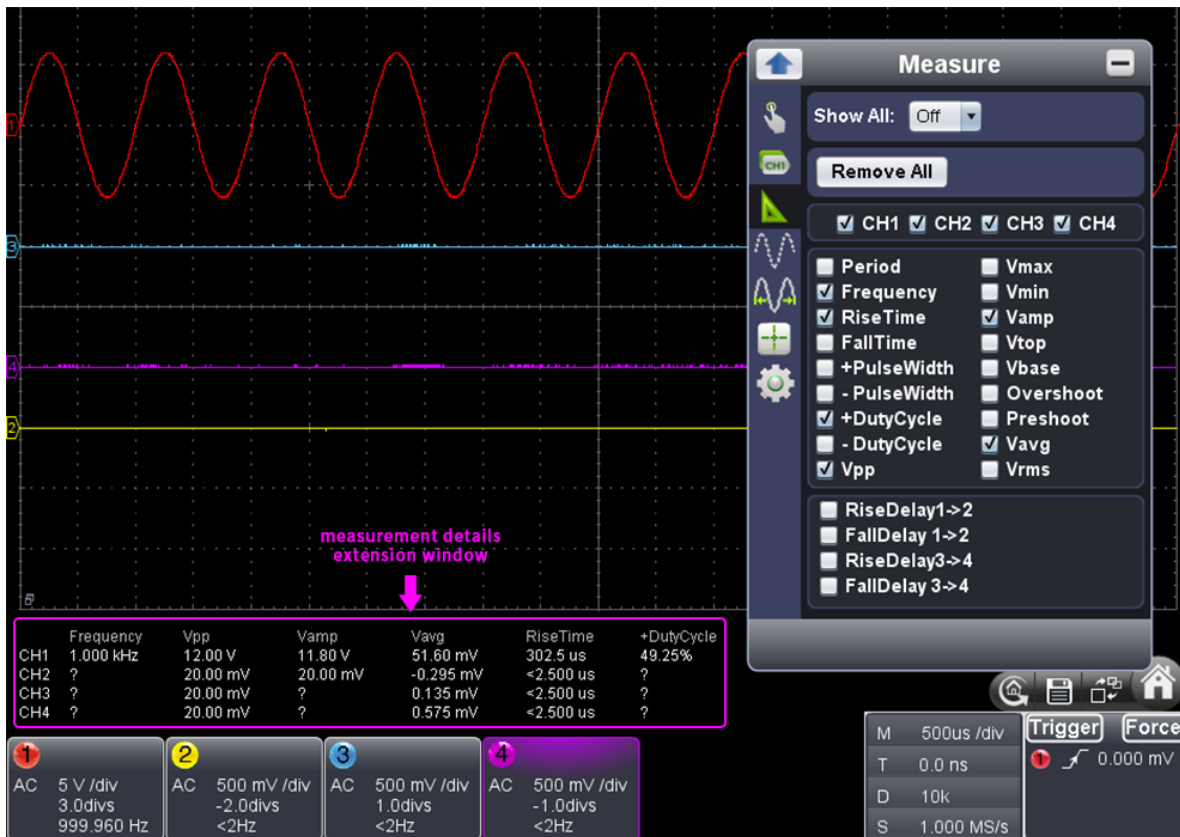 Measure
Show All: Off
Remove All
CH1
CH1 CH2 CH3 CH4
Period Vmax
Frequency Vmin
RiseTime Vamp
FallTime Vtop
+PulseWidth Vbase
- PulseWidth Overshoot
+DutyCycle Preshoot
- DutyCycle Vavg
Vpp Vrms
RiseDelay1->2
FallDelay 1->2
RiseDelay3->4
FallDelay 3->4
1
3
4
2
measurement details
extension window
Frequency Vpp Vamp Vavg RiseTime +DutyCycle
CH1 1.000 kHz 12.00 V 11.80 V 51.60 mV 302.5 us 49.25%
CH2 ? 20.00 mV 20.00 mV -0.295 mV <2.500 us ?
CH3 ? 20.00 mV ? 0.135 mV <2.500 us ?
CH4 ? 20.00 mV ? 0.575 mV <2.500 us ?
1
AC 5 V /div
3.0divs
999.960 Hz
2
AC 500 mV /div
-2.0divs
<2Hz
3
AC 500 mV /div
1.0divs
<2Hz
4
AC 500 mV /div
-1.0divs
<2Hz
M 500us /div
T 0.0 ns
D 10k
S 1.000 MS/s
Trigger Force
1 0.000 mV